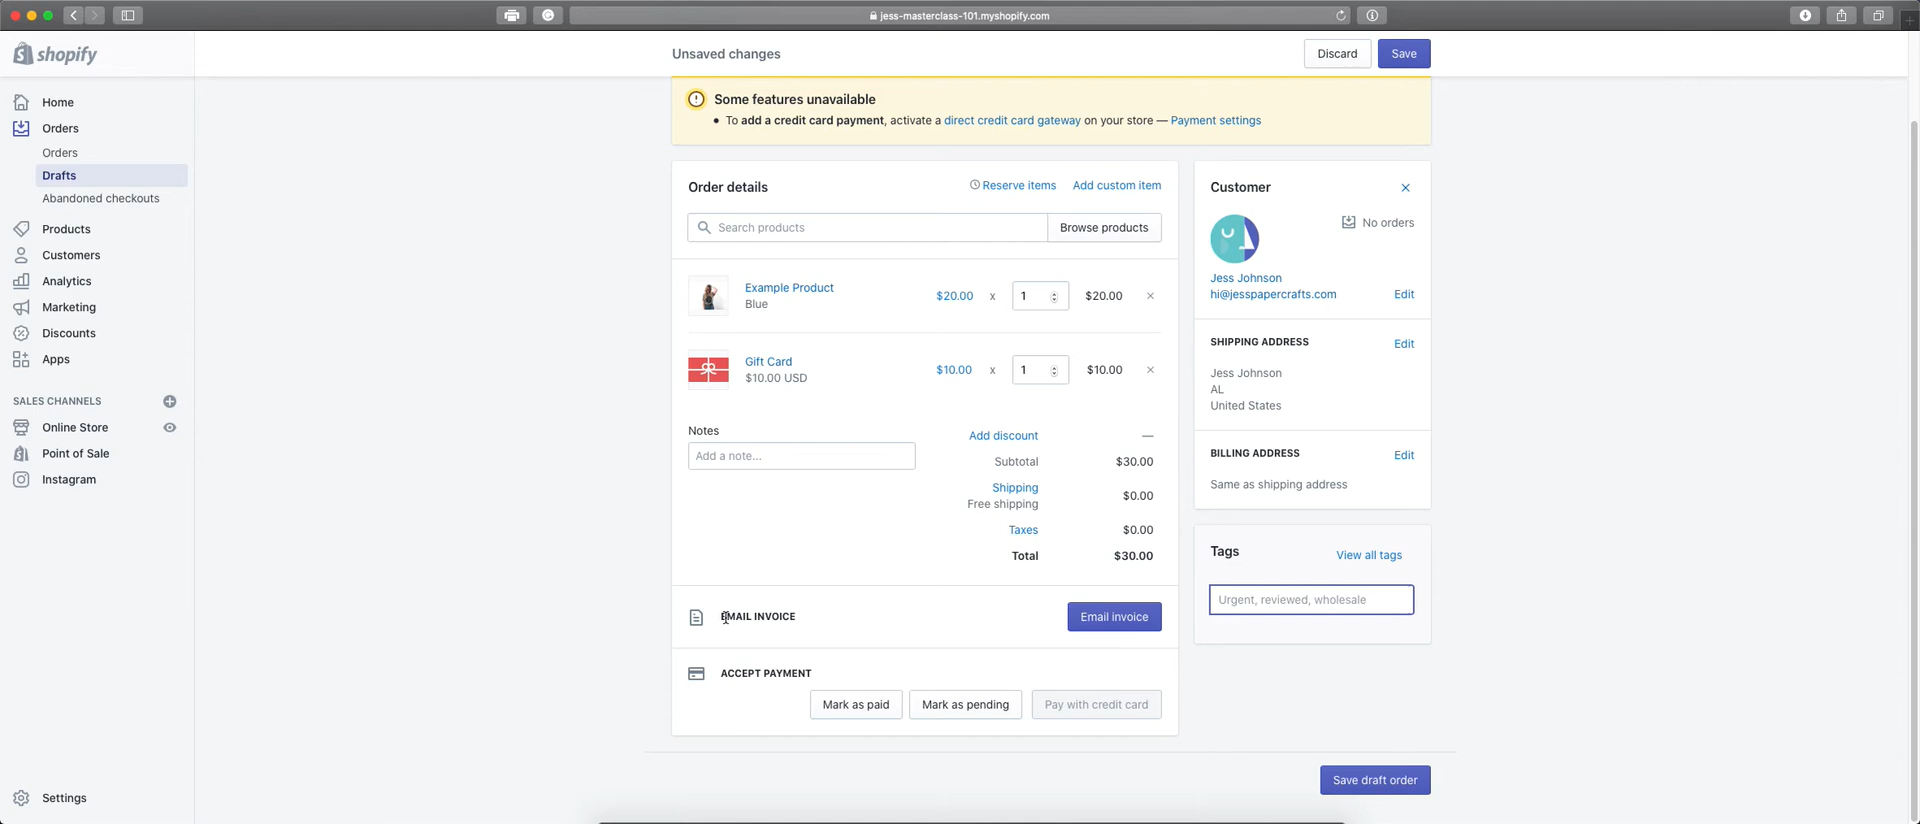 jess-masterclass-101.myshopify.com
shopify
Unsaved changes
Discard
Save
Home
Orders
Orders
Drafts
Abandoned checkouts
Products
Customers
Analytics
Marketing
Discounts
Apps
SALES CHANNELS
Online Store
Point of Sale
Instagram
Settings
Some features unavailable
• To add a credit card payment, activate a direct credit card gateway on your store — Payment settings
Order details
Reserve items
Add custom item
Search products
Browse products
Example Product
Blue
$20.00 x 1 $20.00
Gift Card
$10.00 USD
$10.00 x 1 $10.00
Notes
Add a note...
Add discount —
Subtotal $30.00
Shipping
Free shipping
$0.00
Taxes $0.00
Total $30.00
EMAIL INVOICE
Email invoice
ACCEPT PAYMENT
Mark as paid
Mark as pending
Pay with credit card
Customer
No orders
Jess Johnson
hi@jesspapercrafts.com
Edit
SHIPPING ADDRESS
Edit
Jess Johnson
AL
United States
BILLING ADDRESS
Edit
Same as shipping address
Tags
View all tags
Urgent, reviewed, wholesale
Save draft order